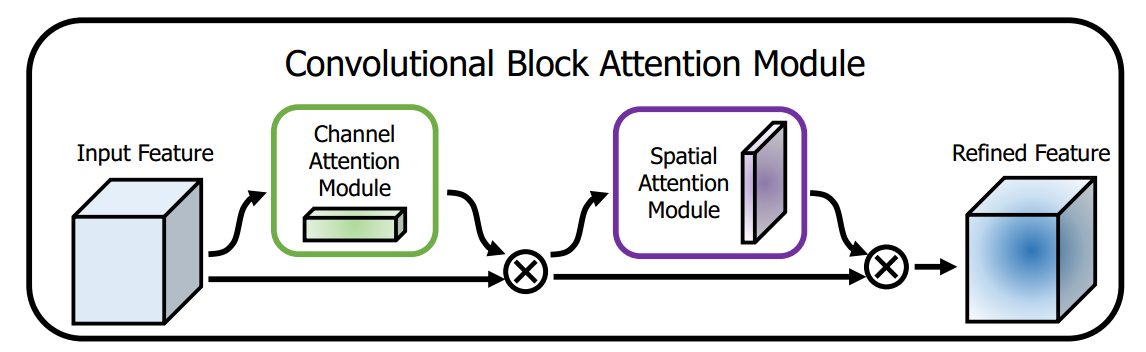 Convolutional Block Attention Module
Input Feature
Channel
Attention
Module
Spatial
Attention
Module
Refined Feature